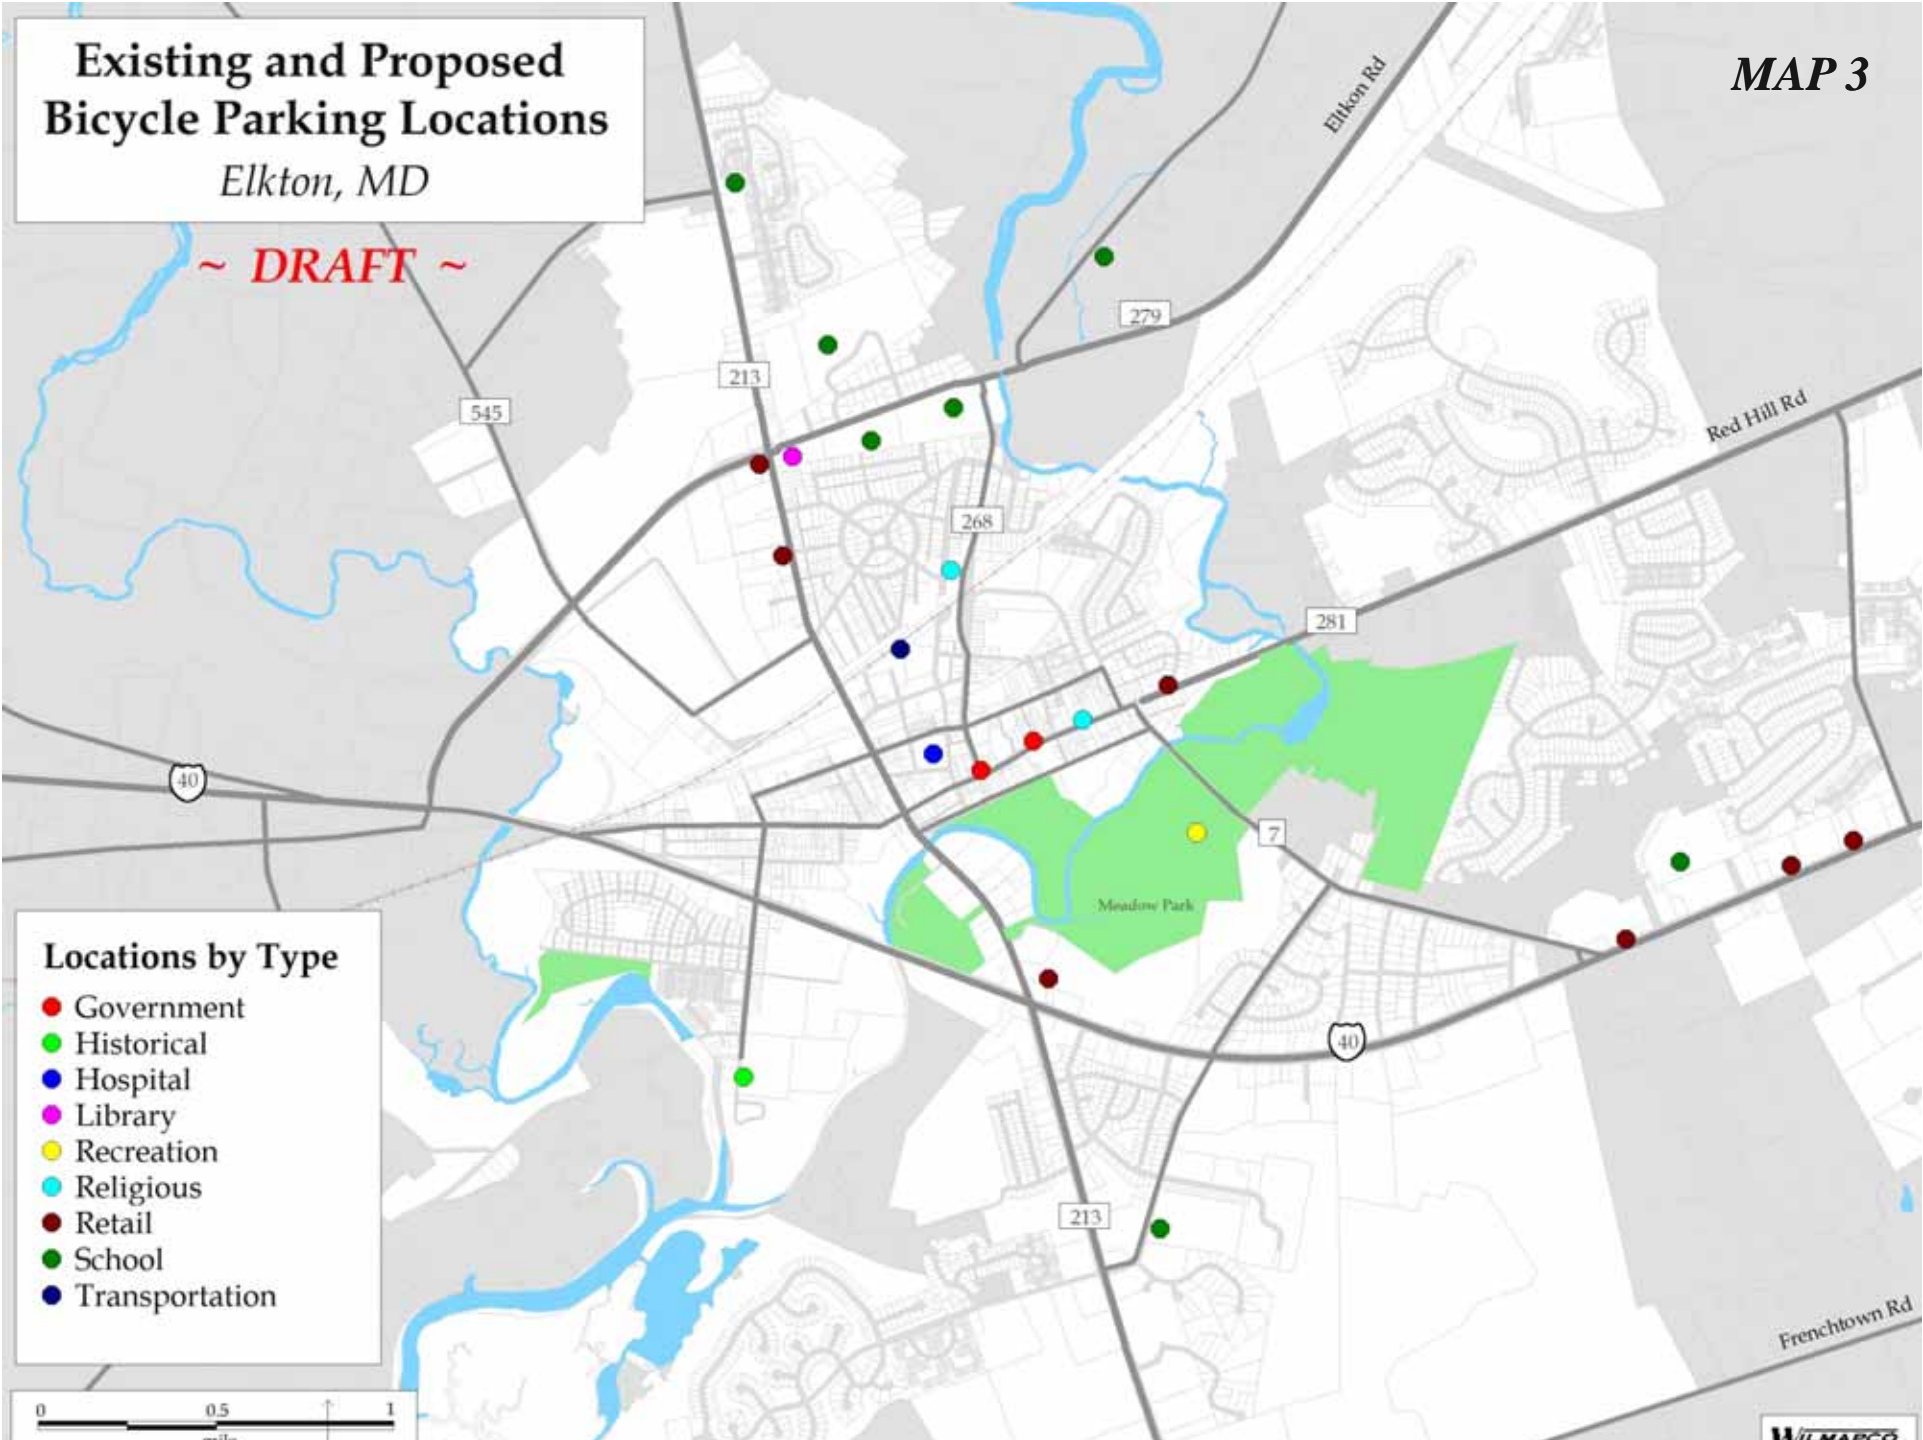 Existing and Proposed
Bicycle Parking Locations
Elkton, MD
MAP 3
~ DRAFT ~
Eltkon Rd
279
213
545
Red Hill Rd
268
281
40
7
Meadow Park
40
213
Frenchtown Rd
Locations by Type
Government
Historical
Hospital
Library
Recreation
Religious
Retail
School
Transportation
0 0.5 1
WILMAPCO